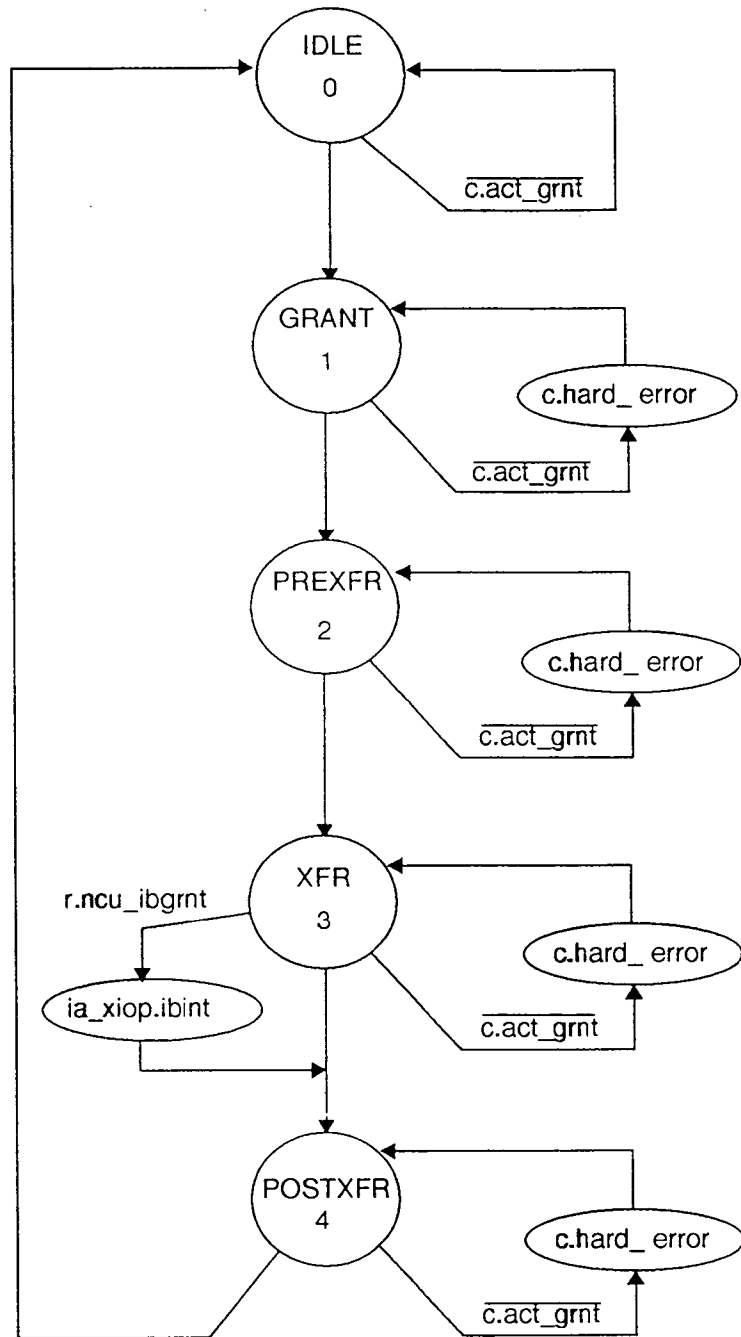 IDLE
0
c.act_grnt
GRANT
1
c.hard_ error
c.act_grnt
PREXFR
2
c.hard_ error
c.act_grnt
XFR
3
r.ncu_ibgrnt
c.hard_ error
ia_xiop.ibint
c.act_grnt
POSTXFR
4
c.hard_ error
c.act_grnt